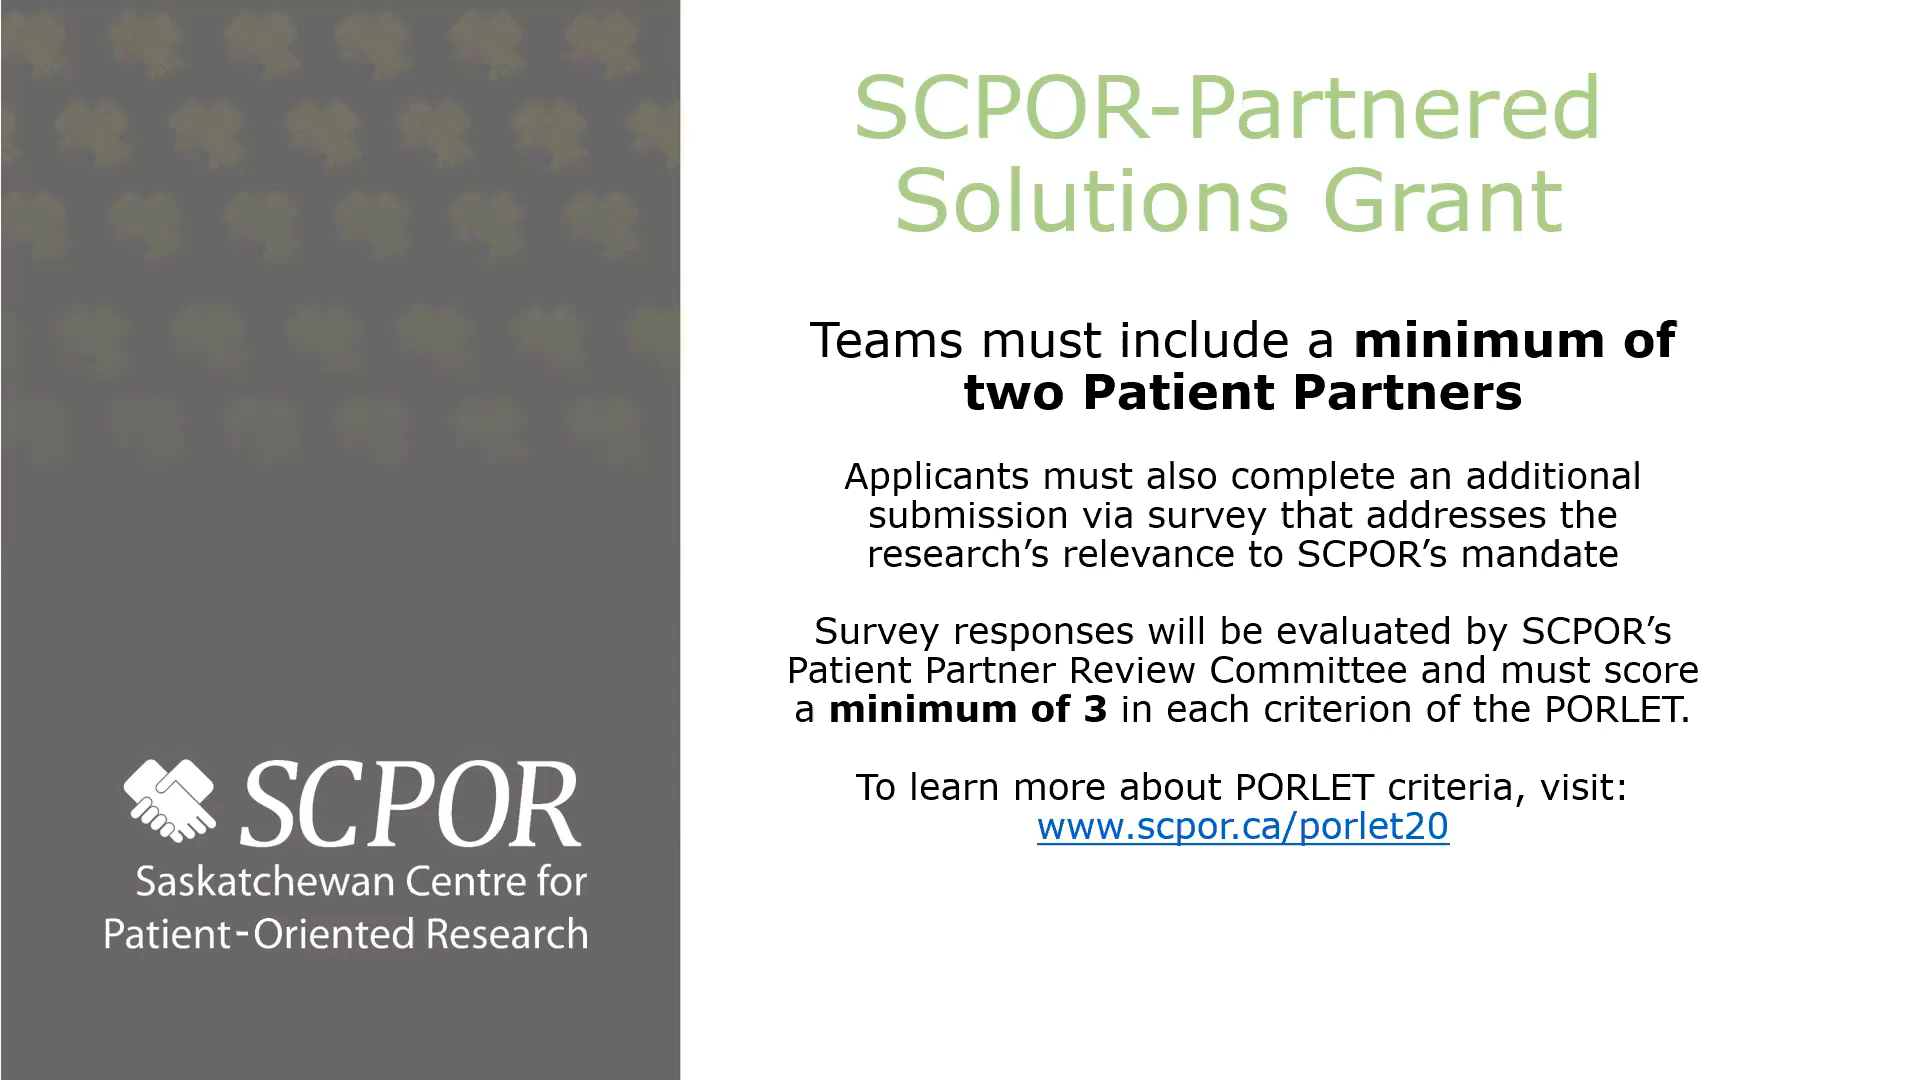 SCPOR-Partnered
Solutions Grant
Teams must include a minimum of
two Patient Partners
Applicants must also complete an additional
submission via survey that addresses the
research’s relevance to SCPOR’s mandate
Survey responses will be evaluated by SCPOR’s
Patient Partner Review Committee and must score
a minimum of 3 in each criterion of the PORLET.
To learn more about PORLET criteria, visit:
www.scpor.ca/porlet20
SCPOR
Saskatchewan Centre for
Patient-Oriented Research